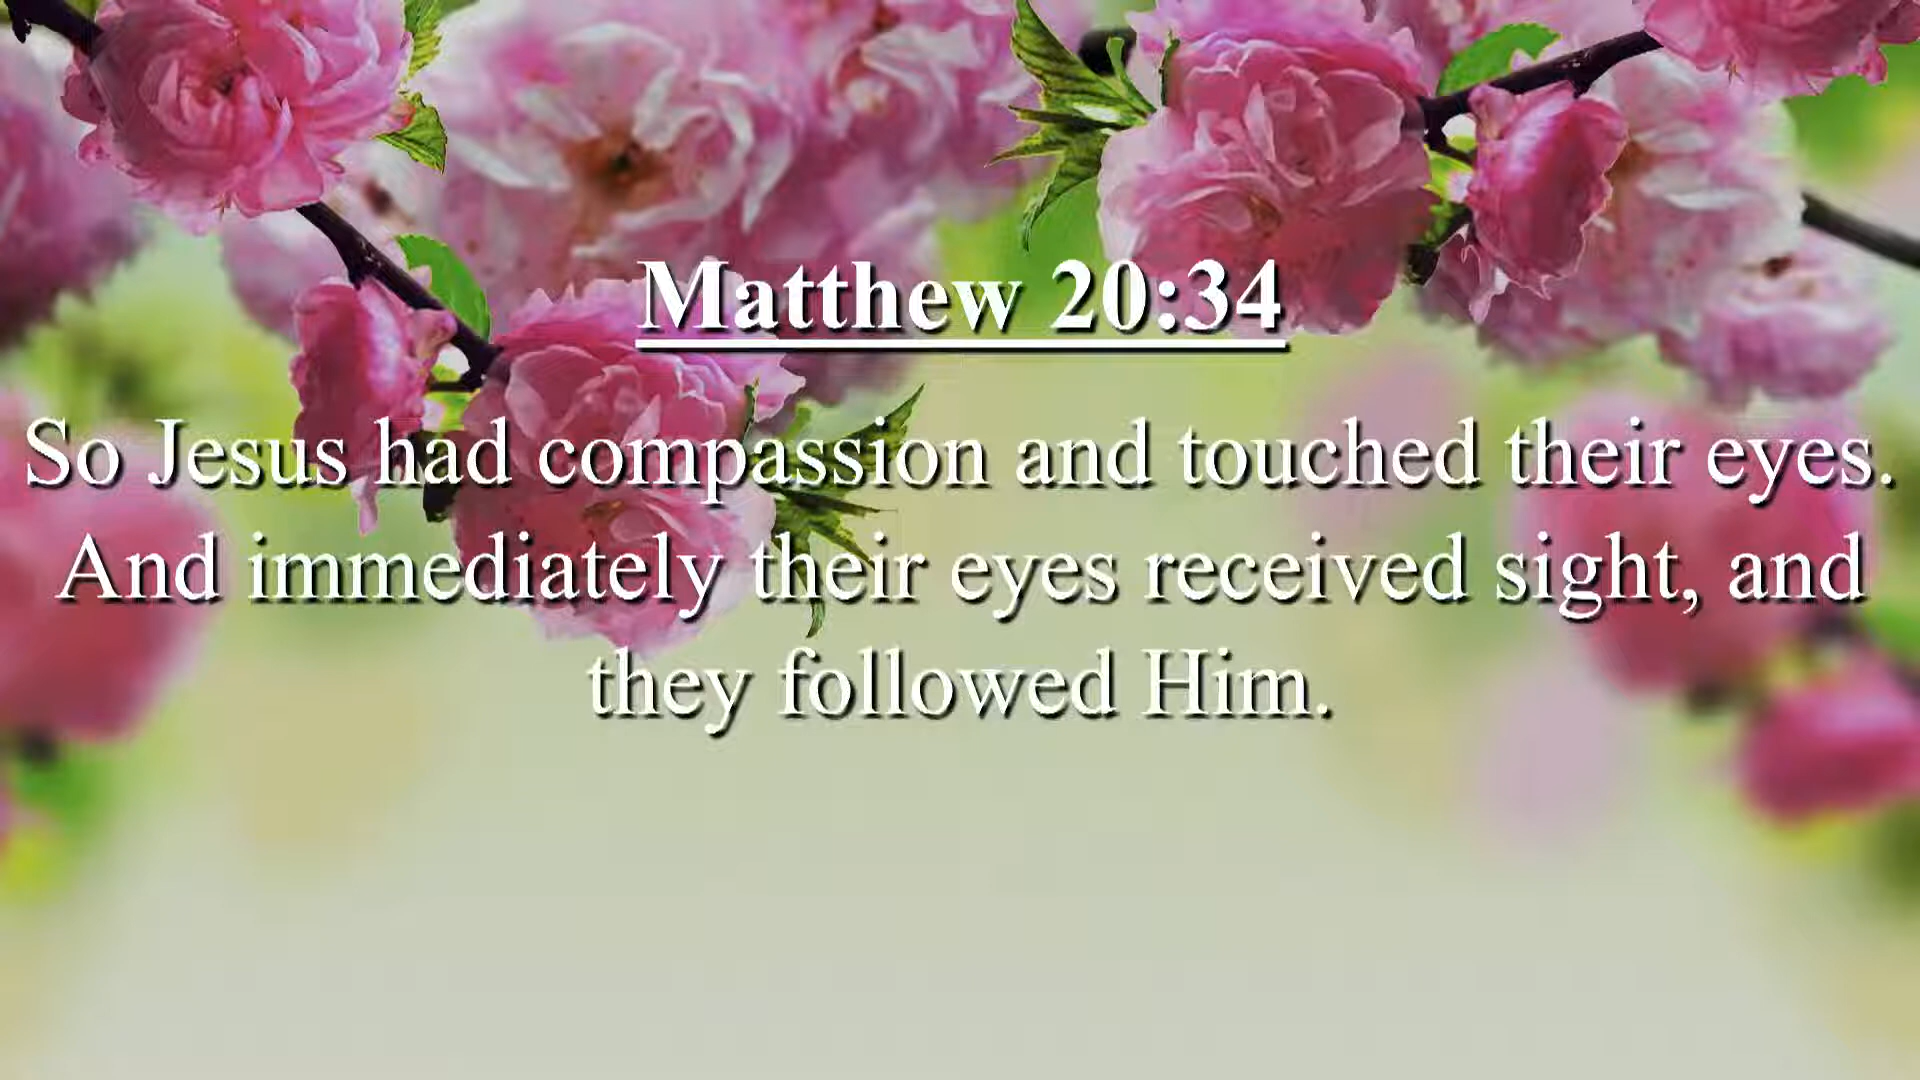 Matthew 20:34
So Jesus had compassion and touched their eyes.
And immediately their eyes received sight, and
they followed Him.